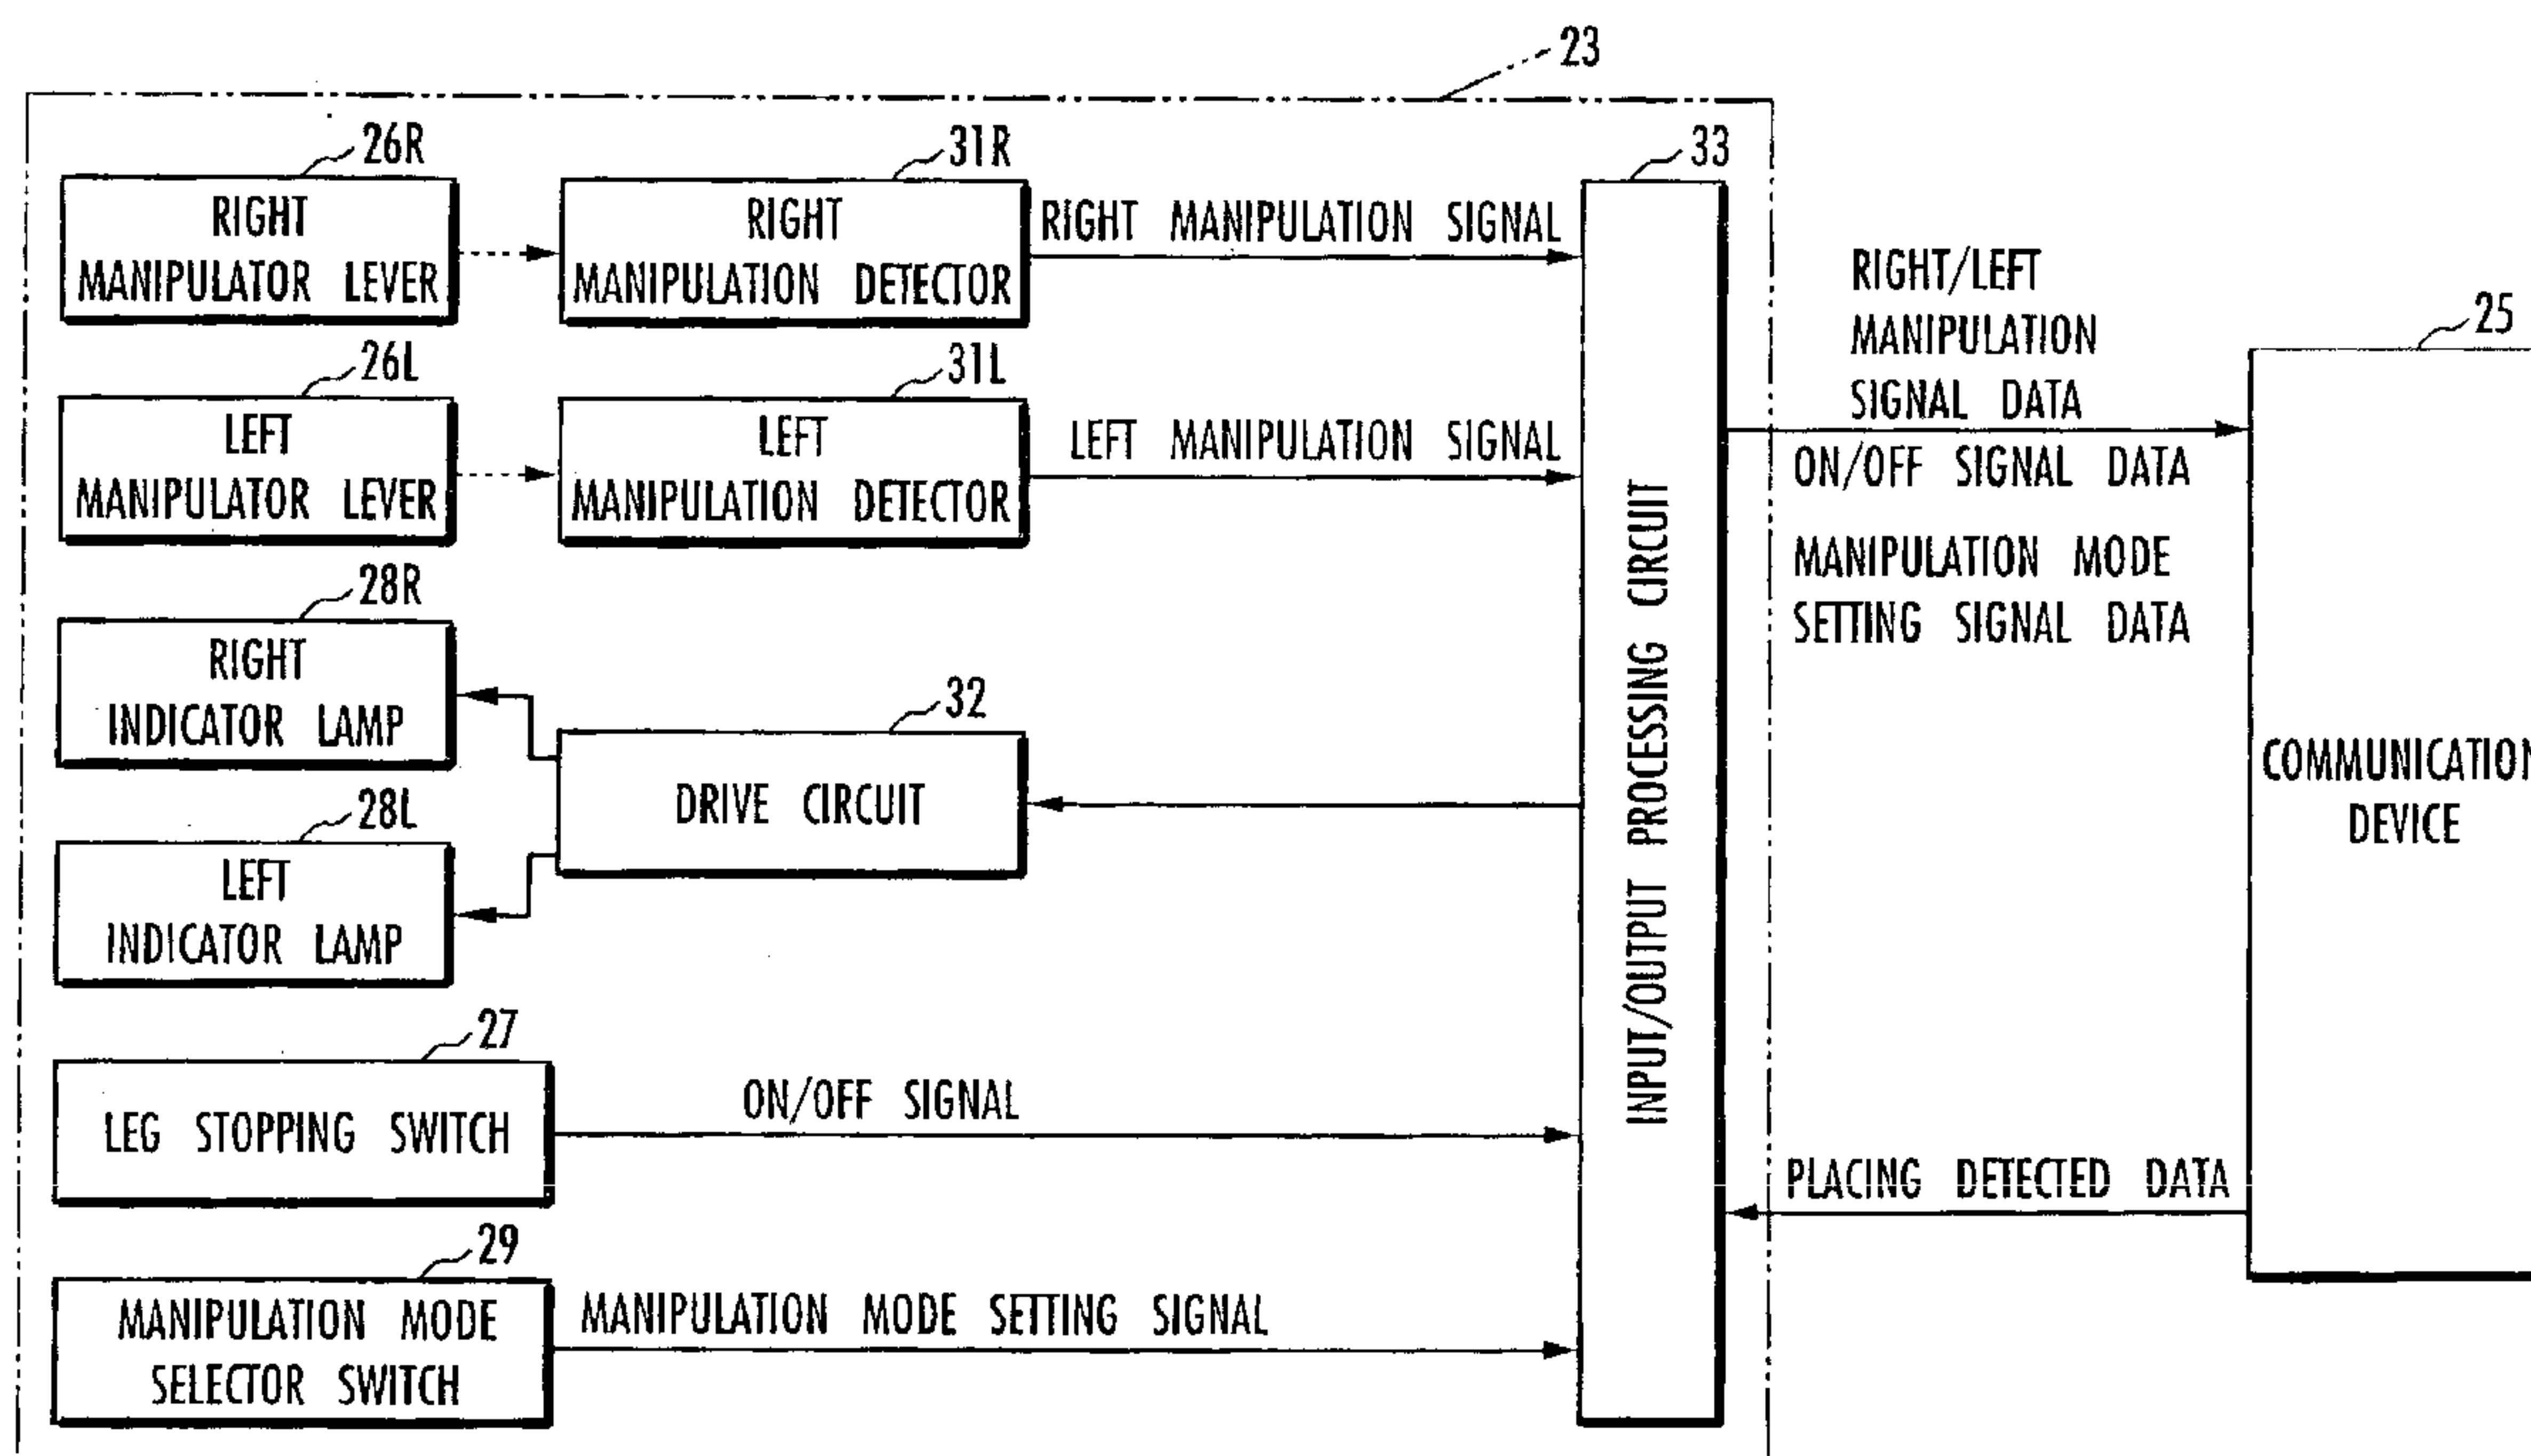 23
26R
RIGHT
MANIPULATOR LEVER
31R
RIGHT
MANIPULATION DETECTOR
RIGHT MANIPULATION SIGNAL
33
INPUT/OUTPUT PROCESSING CIRCUIT
RIGHT/LEFT
MANIPULATION
SIGNAL DATA
ON/OFF SIGNAL DATA
MANIPULATION MODE
SETTING SIGNAL DATA
25
COMMUNICATION
DEVICE
26L
LEFT
MANIPULATOR LEVER
31L
LEFT
MANIPULATION DETECTOR
LEFT MANIPULATION SIGNAL
28R
RIGHT
INDICATOR LAMP
32
DRIVE CIRCUIT
28L
LEFT
INDICATOR LAMP
27
LEG STOPPING SWITCH
ON/OFF SIGNAL
PLACING DETECTED DATA
29
MANIPULATION MODE
SELECTOR SWITCH
MANIPULATION MODE SETTING SIGNAL